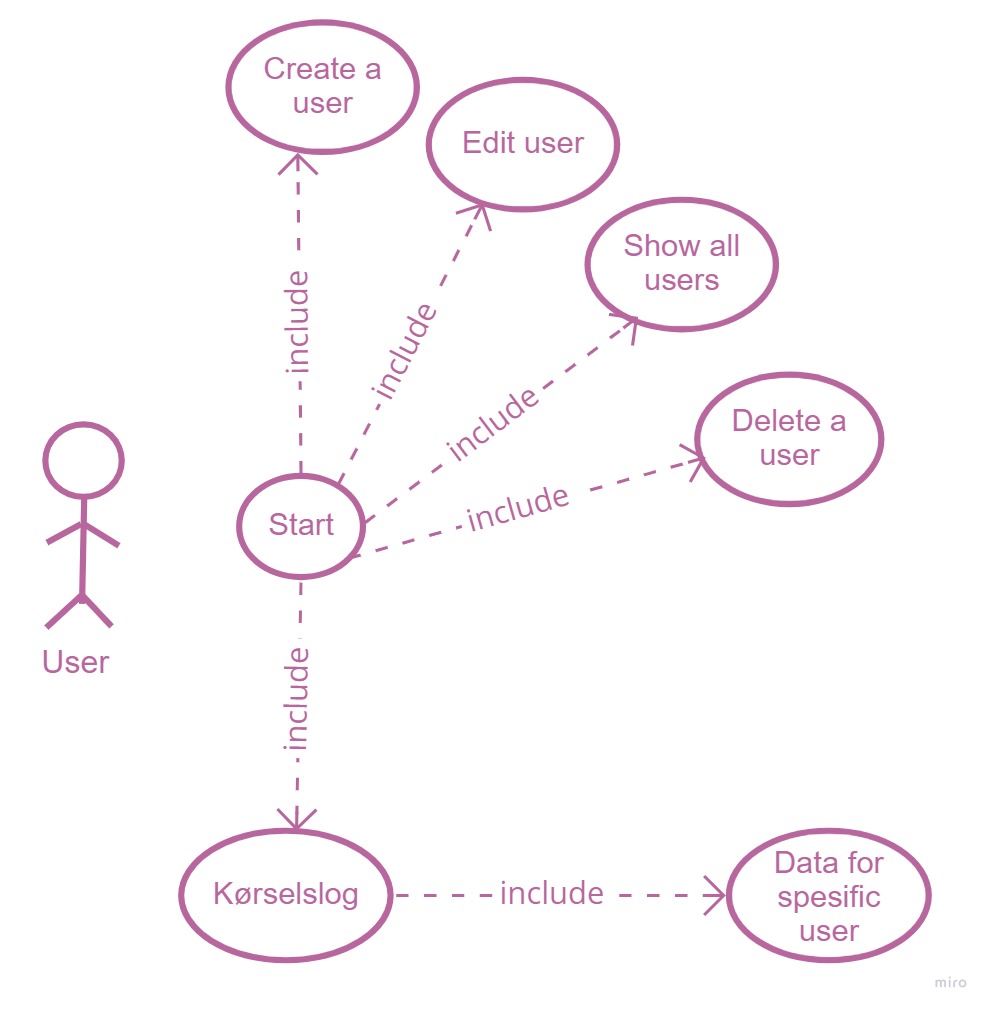 Create a
user
Edit user
Show all
users
Delete a
user
include
include
include
include
Start
User
include
Kørselslog
include
Data for
spesific
user
miro